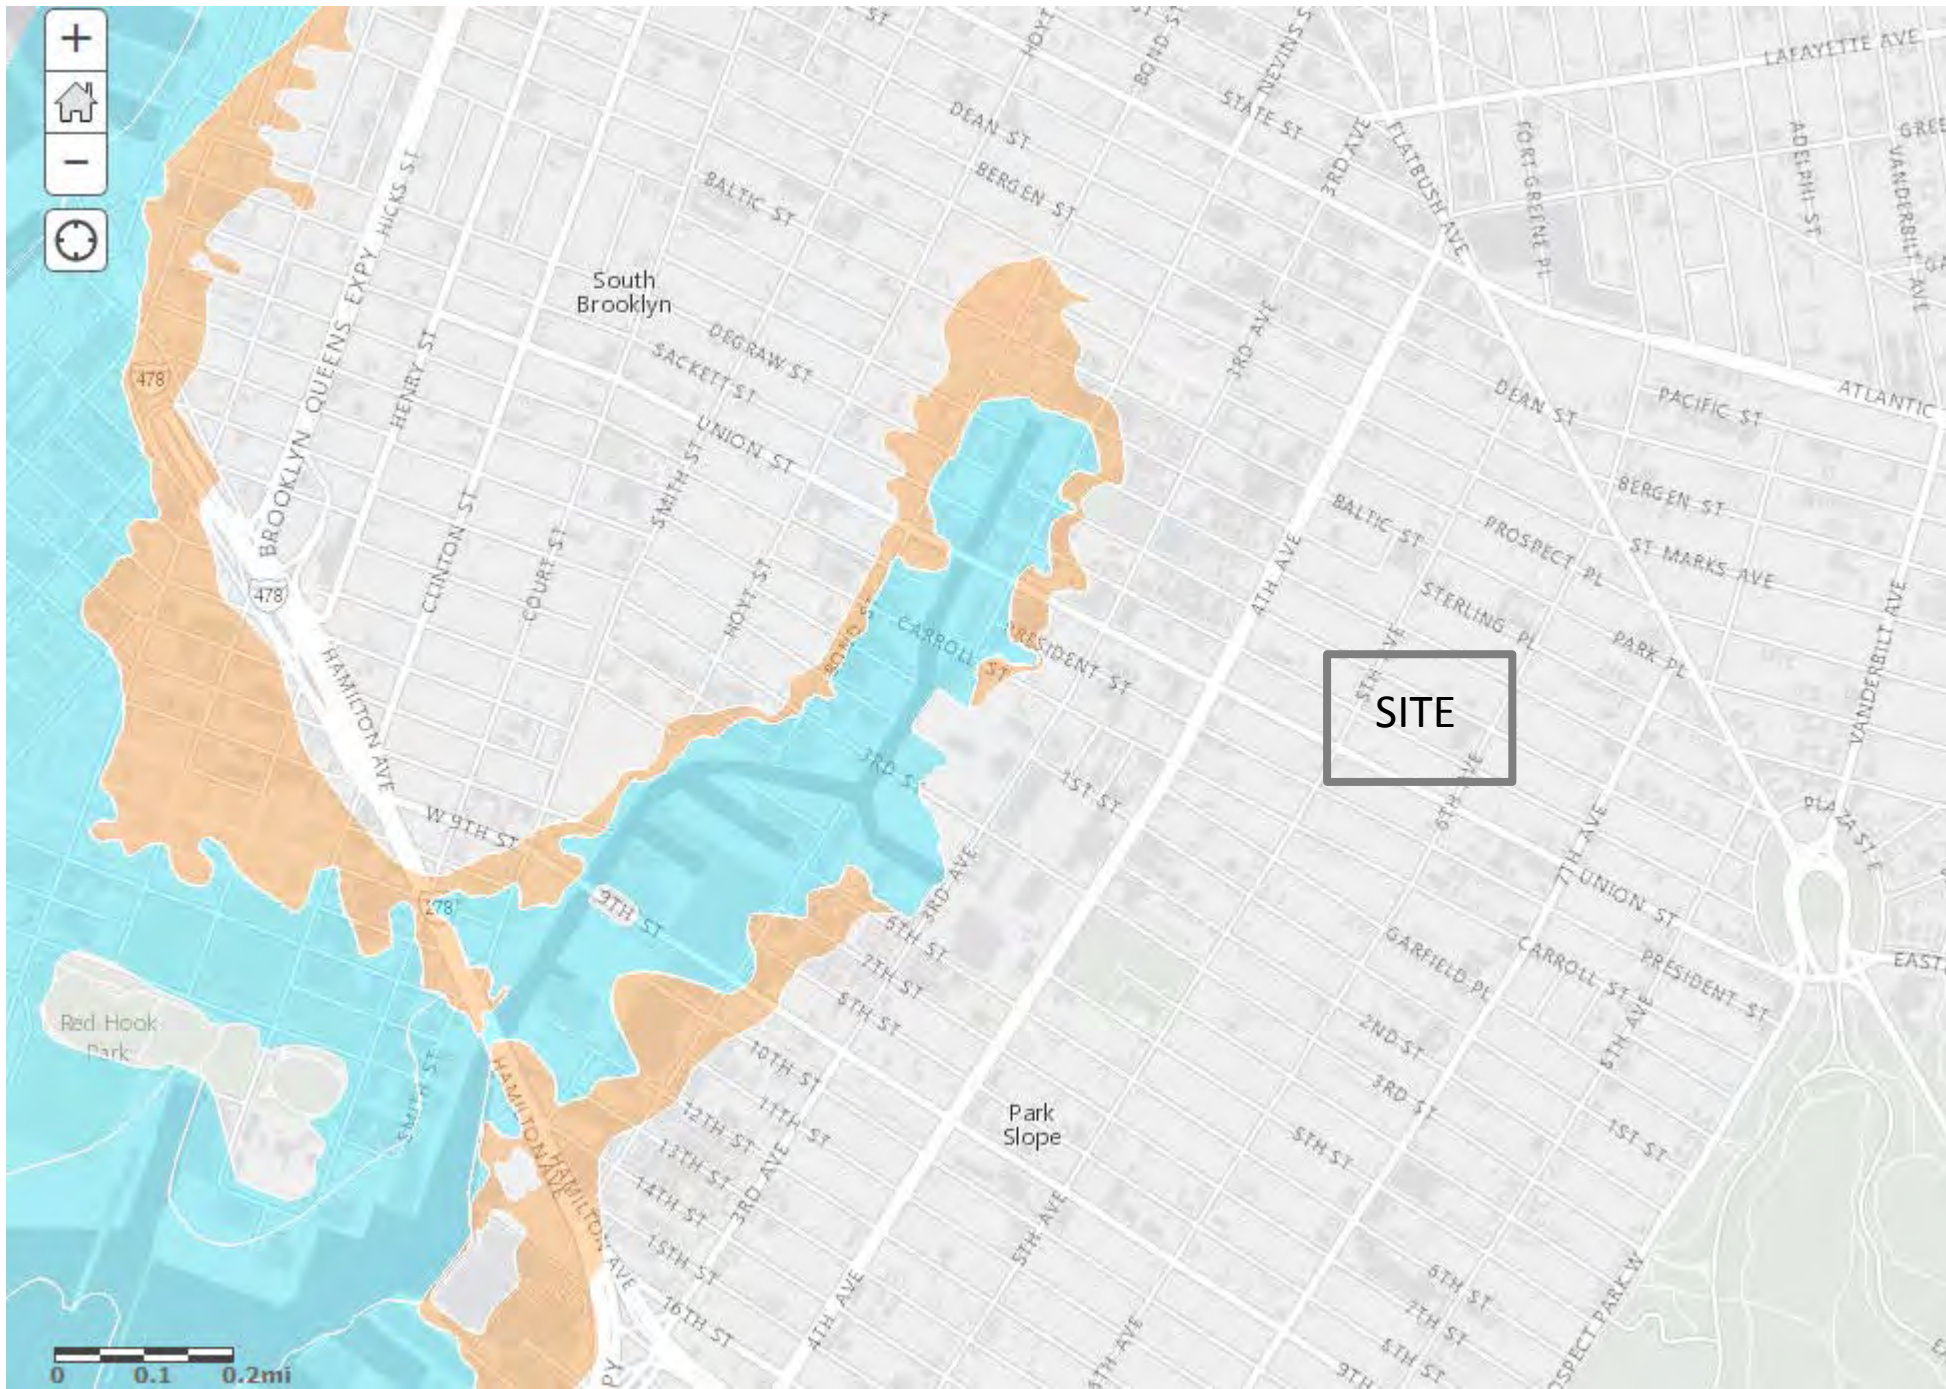 +
−
HOYT
BOND ST
NEVINS S
STATE ST
LAFAYETTE AVE
DEAN ST
BERGEN ST
BALTIC ST
3RD AVE
FLATBUSH AVE
FORT GREENE PL
ADELPHI ST
VANDERBILT AVE
HICKS ST
BROOKLYN QUEENS EXPY
South
Brooklyn
HENRY ST
DEGRAW ST
SACKETT ST
UNION ST
3RD AVE
478
DEAN ST
PACIFIC ST
ATLANTIC
SMITH ST
CLINTON ST
COURT ST
HOYT ST
478
4TH AVE
BALTIC ST
BERGEN ST
PROSPECT PL
ST MARKS AVE
STERLING PL
PARK PL
VANDERBILT AVE
CARROLL ST
PRESIDENT ST
HAMILTON AVE
5TH AVE
SITE
3RD ST
1ST ST
6TH AVE
W 9TH ST
PLAZA ST E
7TH AVE
UNION ST
278
9TH ST
3RD AVE
GARFIELD PL
CARROLL ST
PRESIDENT ST
EAST
7TH ST
8TH ST
Red Hook
Park
2ND ST
8TH AVE
10TH ST
SMITH ST
HAMILTON AVE
3RD ST
Park
Slope
11TH ST
12TH ST
13TH ST
5TH ST
1ST ST
14TH ST
3RD AVE
HAMILTON AVE
5TH AVE
15TH ST
16TH ST
4TH AVE
6TH ST
7TH ST
8TH ST
9TH
OSPECT PARK W
PY
0 0.1 0.2mi